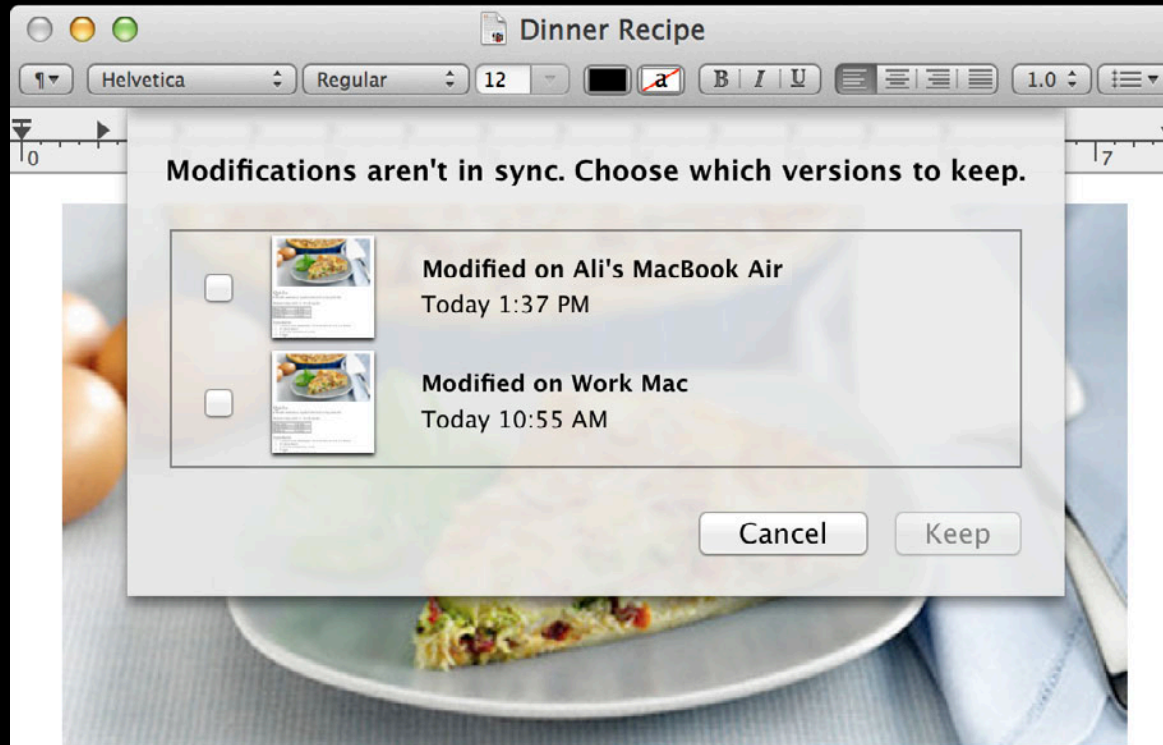 Dinner Recipe
¶ Helvetica Regular 12 a B I U 1.0
0 7
Modifications aren't in sync. Choose which versions to keep.
Modified on Ali's MacBook Air
Today 1:37 PM
Modified on Work Mac
Today 10:55 AM
Cancel Keep